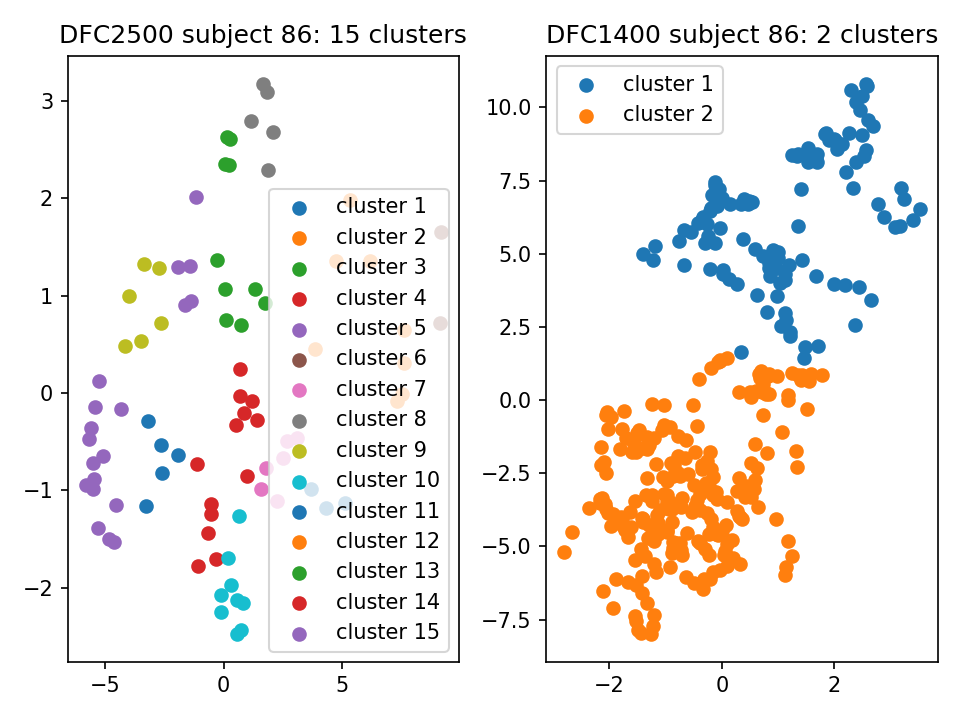 DFC2500 subject 86: 15 clusters
3
2
1
0
−1
−2
−5
0
5
cluster 1
cluster 2
cluster 3
cluster 4
cluster 5
cluster 6
cluster 7
cluster 8
cluster 9
cluster 10
cluster 11
cluster 12
cluster 13
cluster 14
cluster 15
DFC1400 subject 86: 2 clusters
10.0
7.5
5.0
2.5
0.0
−2.5
−5.0
−7.5
−2
0
2
cluster 1
cluster 2